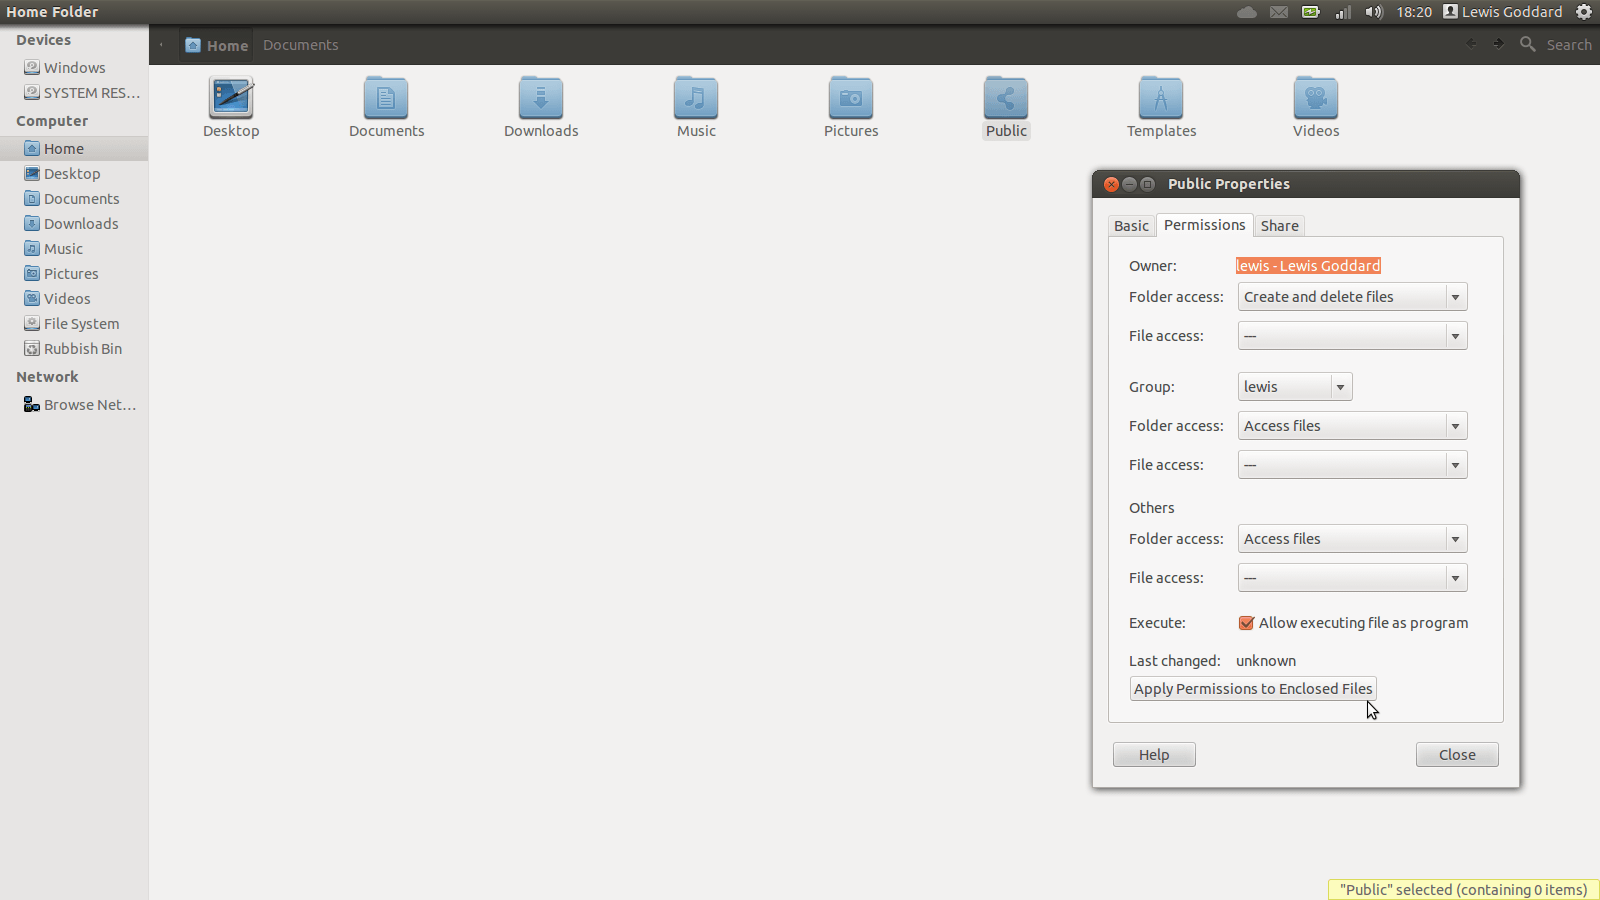 Home Folder
18:20 Lewis Goddard
Devices
Windows
SYSTEM RES...
Computer
Home
Desktop
Documents
Downloads
Music
Pictures
Videos
File System
Rubbish Bin
Network
Browse Net...
Home Documents
Search
Desktop
Documents
Downloads
Music
Pictures
Public
Templates
Videos
Public Properties
Basic Permissions Share
Owner: lewis - Lewis Goddard
Folder access: Create and delete files
File access: ---
Group: lewis
Folder access: Access files
File access: ---
Others
Folder access: Access files
File access: ---
Execute: Allow executing file as program
Last changed: unknown
Apply Permissions to Enclosed Files
Help Close
"Public" selected (containing 0 items)